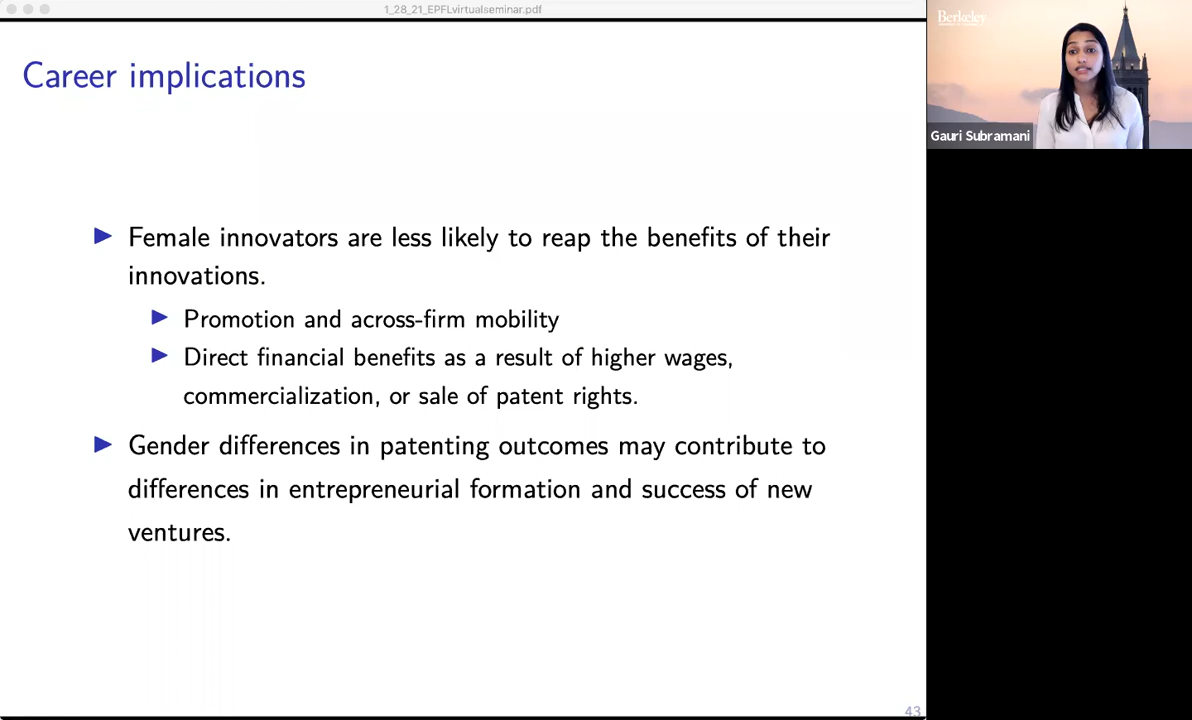 1_28_21_EPFLvirtualseminar.pdf
Berkeley
Career implications
Gauri Subramani
▶ Female innovators are less likely to reap the benefits of their
innovations.
▶ Promotion and across-firm mobility
▶ Direct financial benefits as a result of higher wages,
commercialization, or sale of patent rights.
▶ Gender differences in patenting outcomes may contribute to
differences in entrepreneurial formation and success of new
ventures.
43